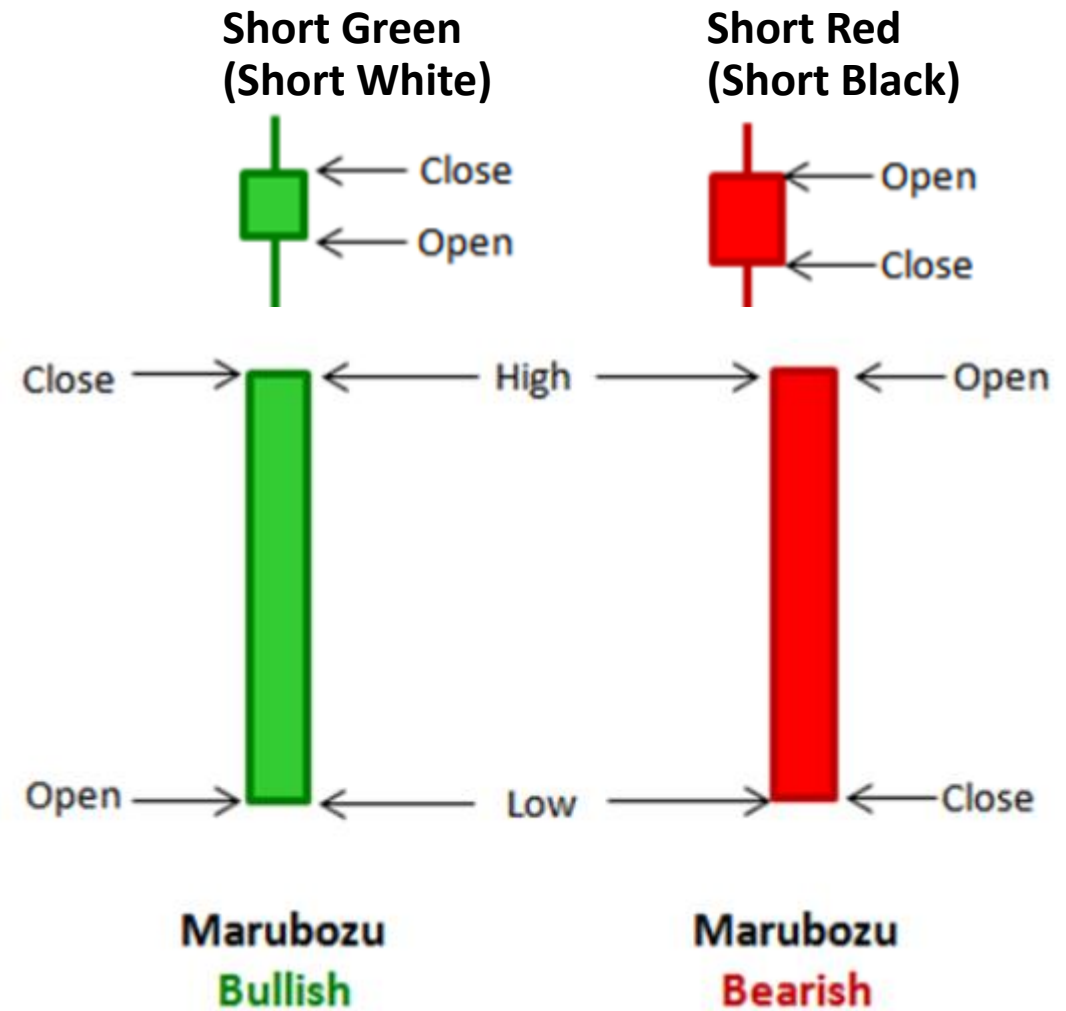 Short Green
(Short White)
Short Red
(Short Black)
Close
Open
Open
Close
Close
High
Open
Open
Low
Close
Marubozu
Bullish
Marubozu
Bearish